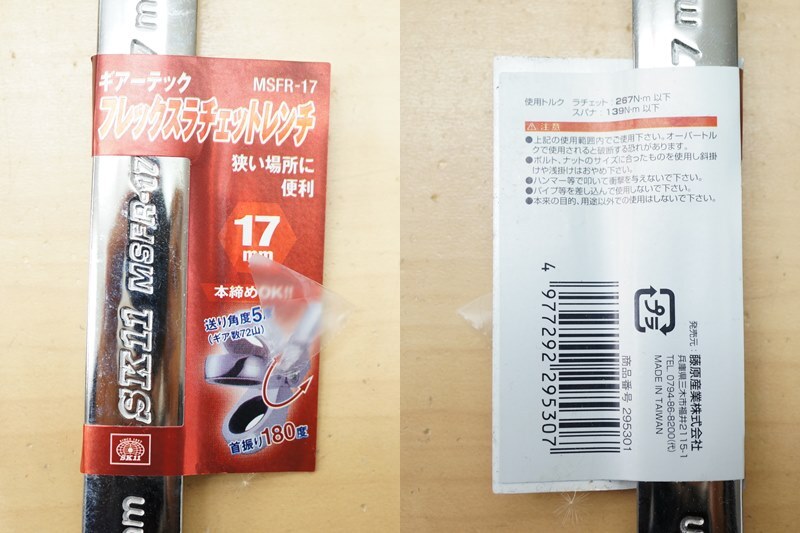 7 m
ギアーテック
MSFR-17
フレックスラチェットレンチ
狭い場所に
便利
17
mm
本締めOK!!
送り角度5
(ギア数72山)
首振り180度
SK11 MSFR-17
SK11
mm
7 mm
使用トルク ラチェット:267N·m 以下
スパナ:139N·m 以下
注意
●上記の使用範囲内でご使用下さい。オーバートル
クで使用されると破断する恐れがあります。
●ボルト、ナットのサイズに合ったものを使用し斜掛
けや浅掛けはおやめ下さい。
●ハンマー等で叩いて衝撃を与えないで下さい。
●パイプ等を差し込んで使用しないで下さい。
●本来の目的、用途以外での使用はしないで下さい。
4 977292 295307
商品番号 295301
プラ
発売元:藤原産業株式会社
兵庫県三木市福井2115-1
TEL 0794-86-8200(代)
MADE IN TAIWAN